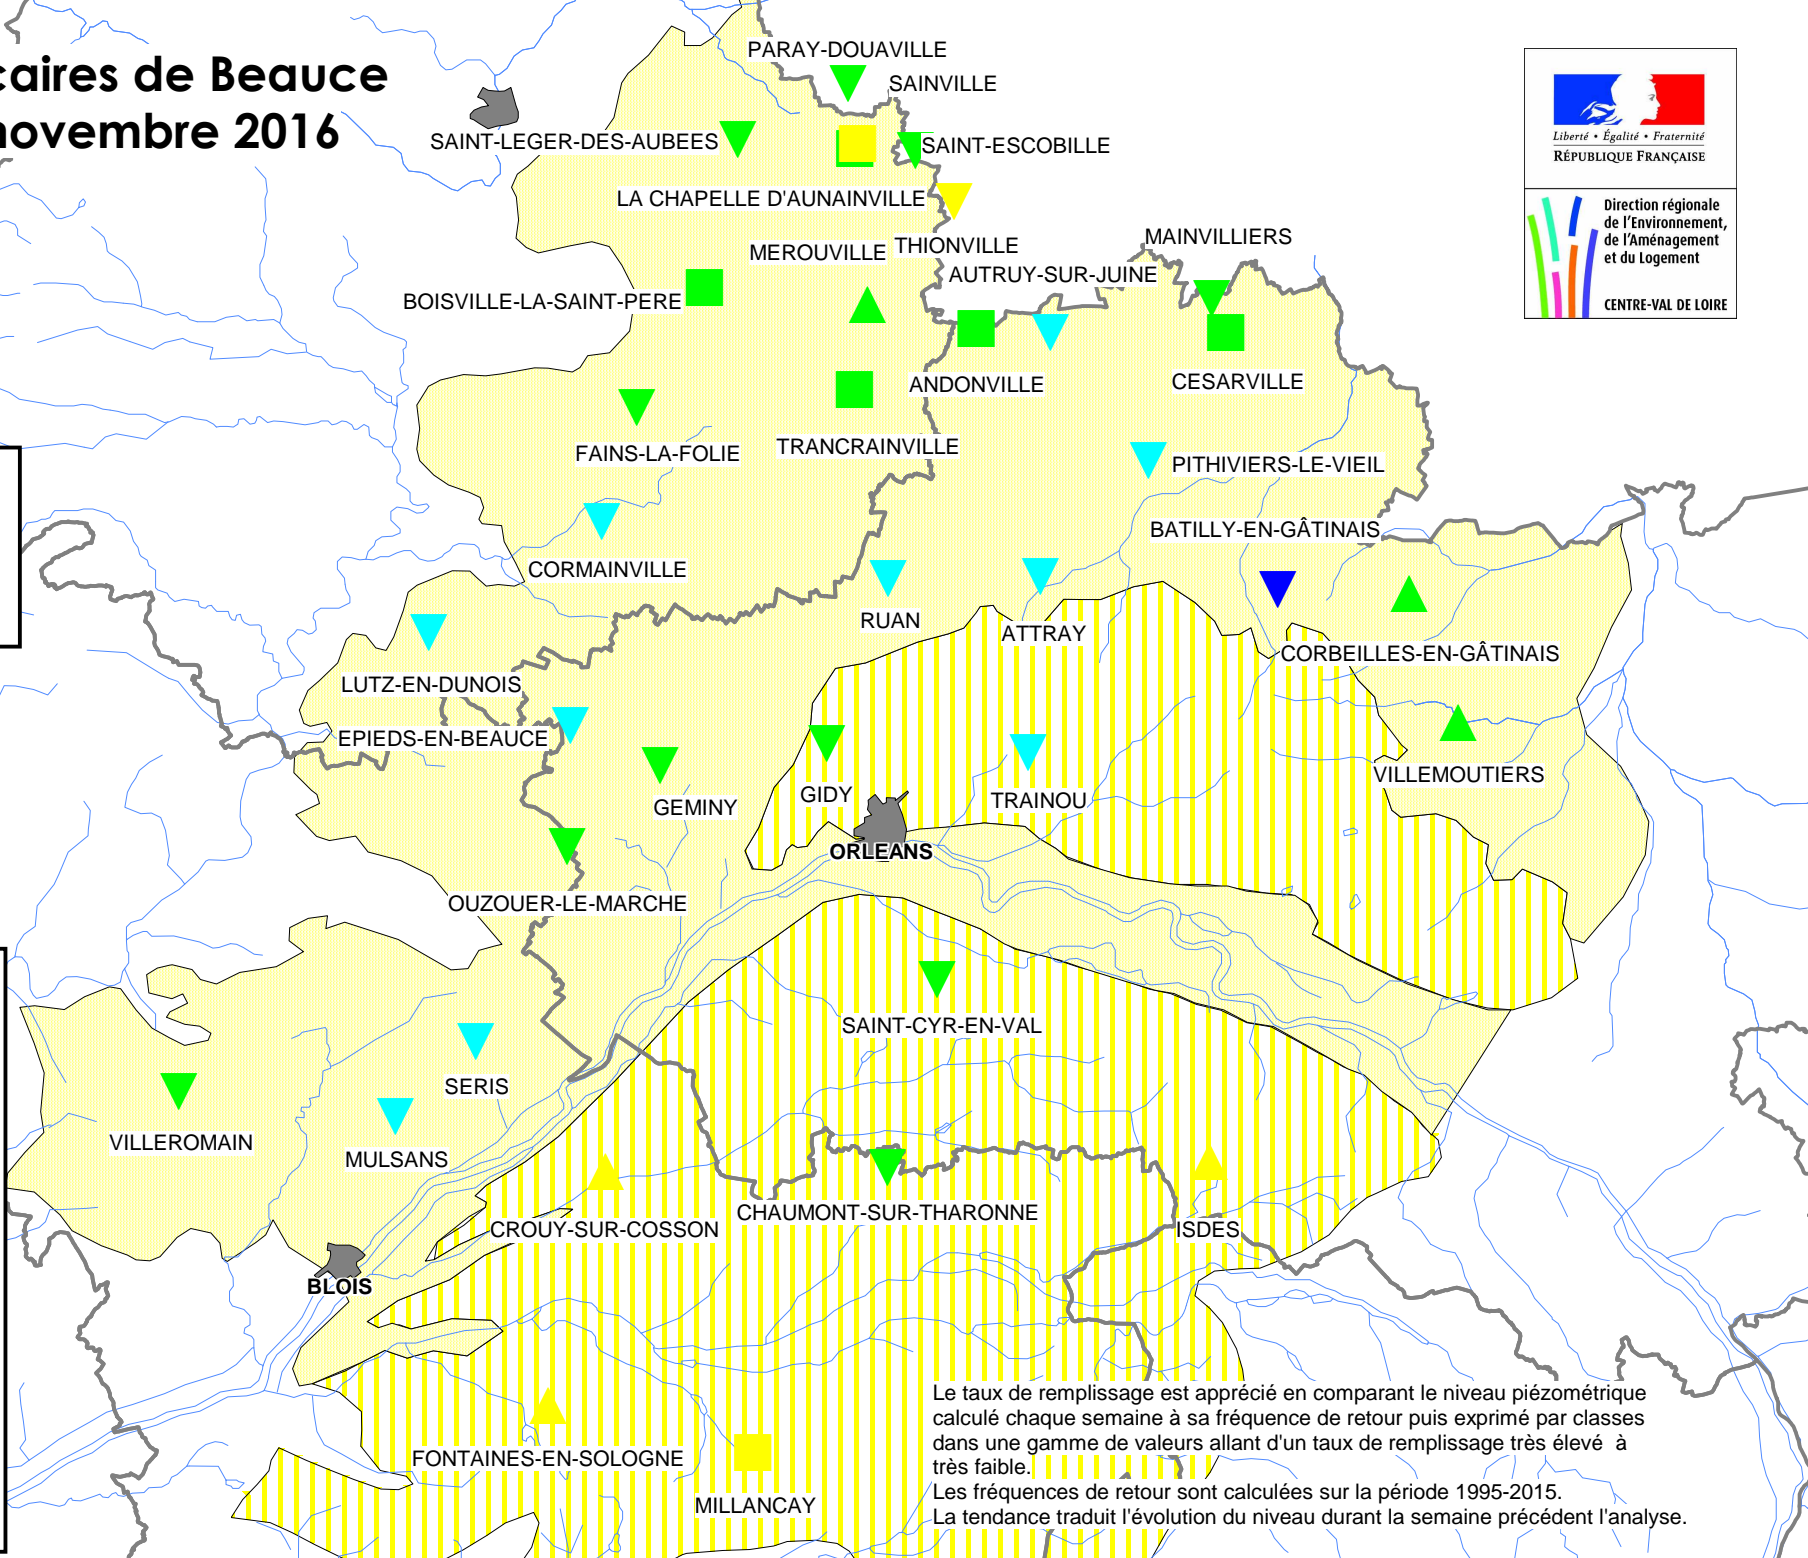 caires de Beauce
novembre 2016
PARAY-DOUAVILLE
SAINVILLE
SAINT-LEGER-DES-AUBEES
SAINT-ESCOBILLE
LA CHAPELLE D'AUNAINVILLE
MEROUVILLE
THIONVILLE
MAINVILLIERS
AUTRUY-SUR-JUINE
BOISVILLE-LA-SAINT-PERE
ANDONVILLE
CESARVILLE
FAINS-LA-FOLIE
TRANCRAINVILLE
PITHIVIERS-LE-VIEIL
BATILLY-EN-GÂTINAIS
CORMAINVILLE
RUAN
ATTRAY
CORBEILLES-EN-GÂTINAIS
LUTZ-EN-DUNOIS
EPIEDS-EN-BEAUCE
VILLEMOUTIERS
GEMINY
GIDY
TRAINOU
ORLEANS
OUZOUER-LE-MARCHE
SAINT-CYR-EN-VAL
SERIS
VILLEROMAIN
MULSANS
CROUY-SUR-COSSON
CHAUMONT-SUR-THARONNE
ISDES
BLOIS
FONTAINES-EN-SOLOGNE
MILLANCAY
Liberté • Égalité • Fraternité
RÉPUBLIQUE FRANÇAISE
Direction régionale
de l'Environnement,
de l'Aménagement
et du Logement
CENTRE-VAL DE LOIRE
Le taux de remplissage est apprécié en comparant le niveau piézométrique
calculé chaque semaine à sa fréquence de retour puis exprimé par classes
dans une gamme de valeurs allant d'un taux de remplissage très élevé à
très faible.
Les fréquences de retour sont calculées sur la période 1995-2015.
La tendance traduit l'évolution du niveau durant la semaine précédent l'analyse.